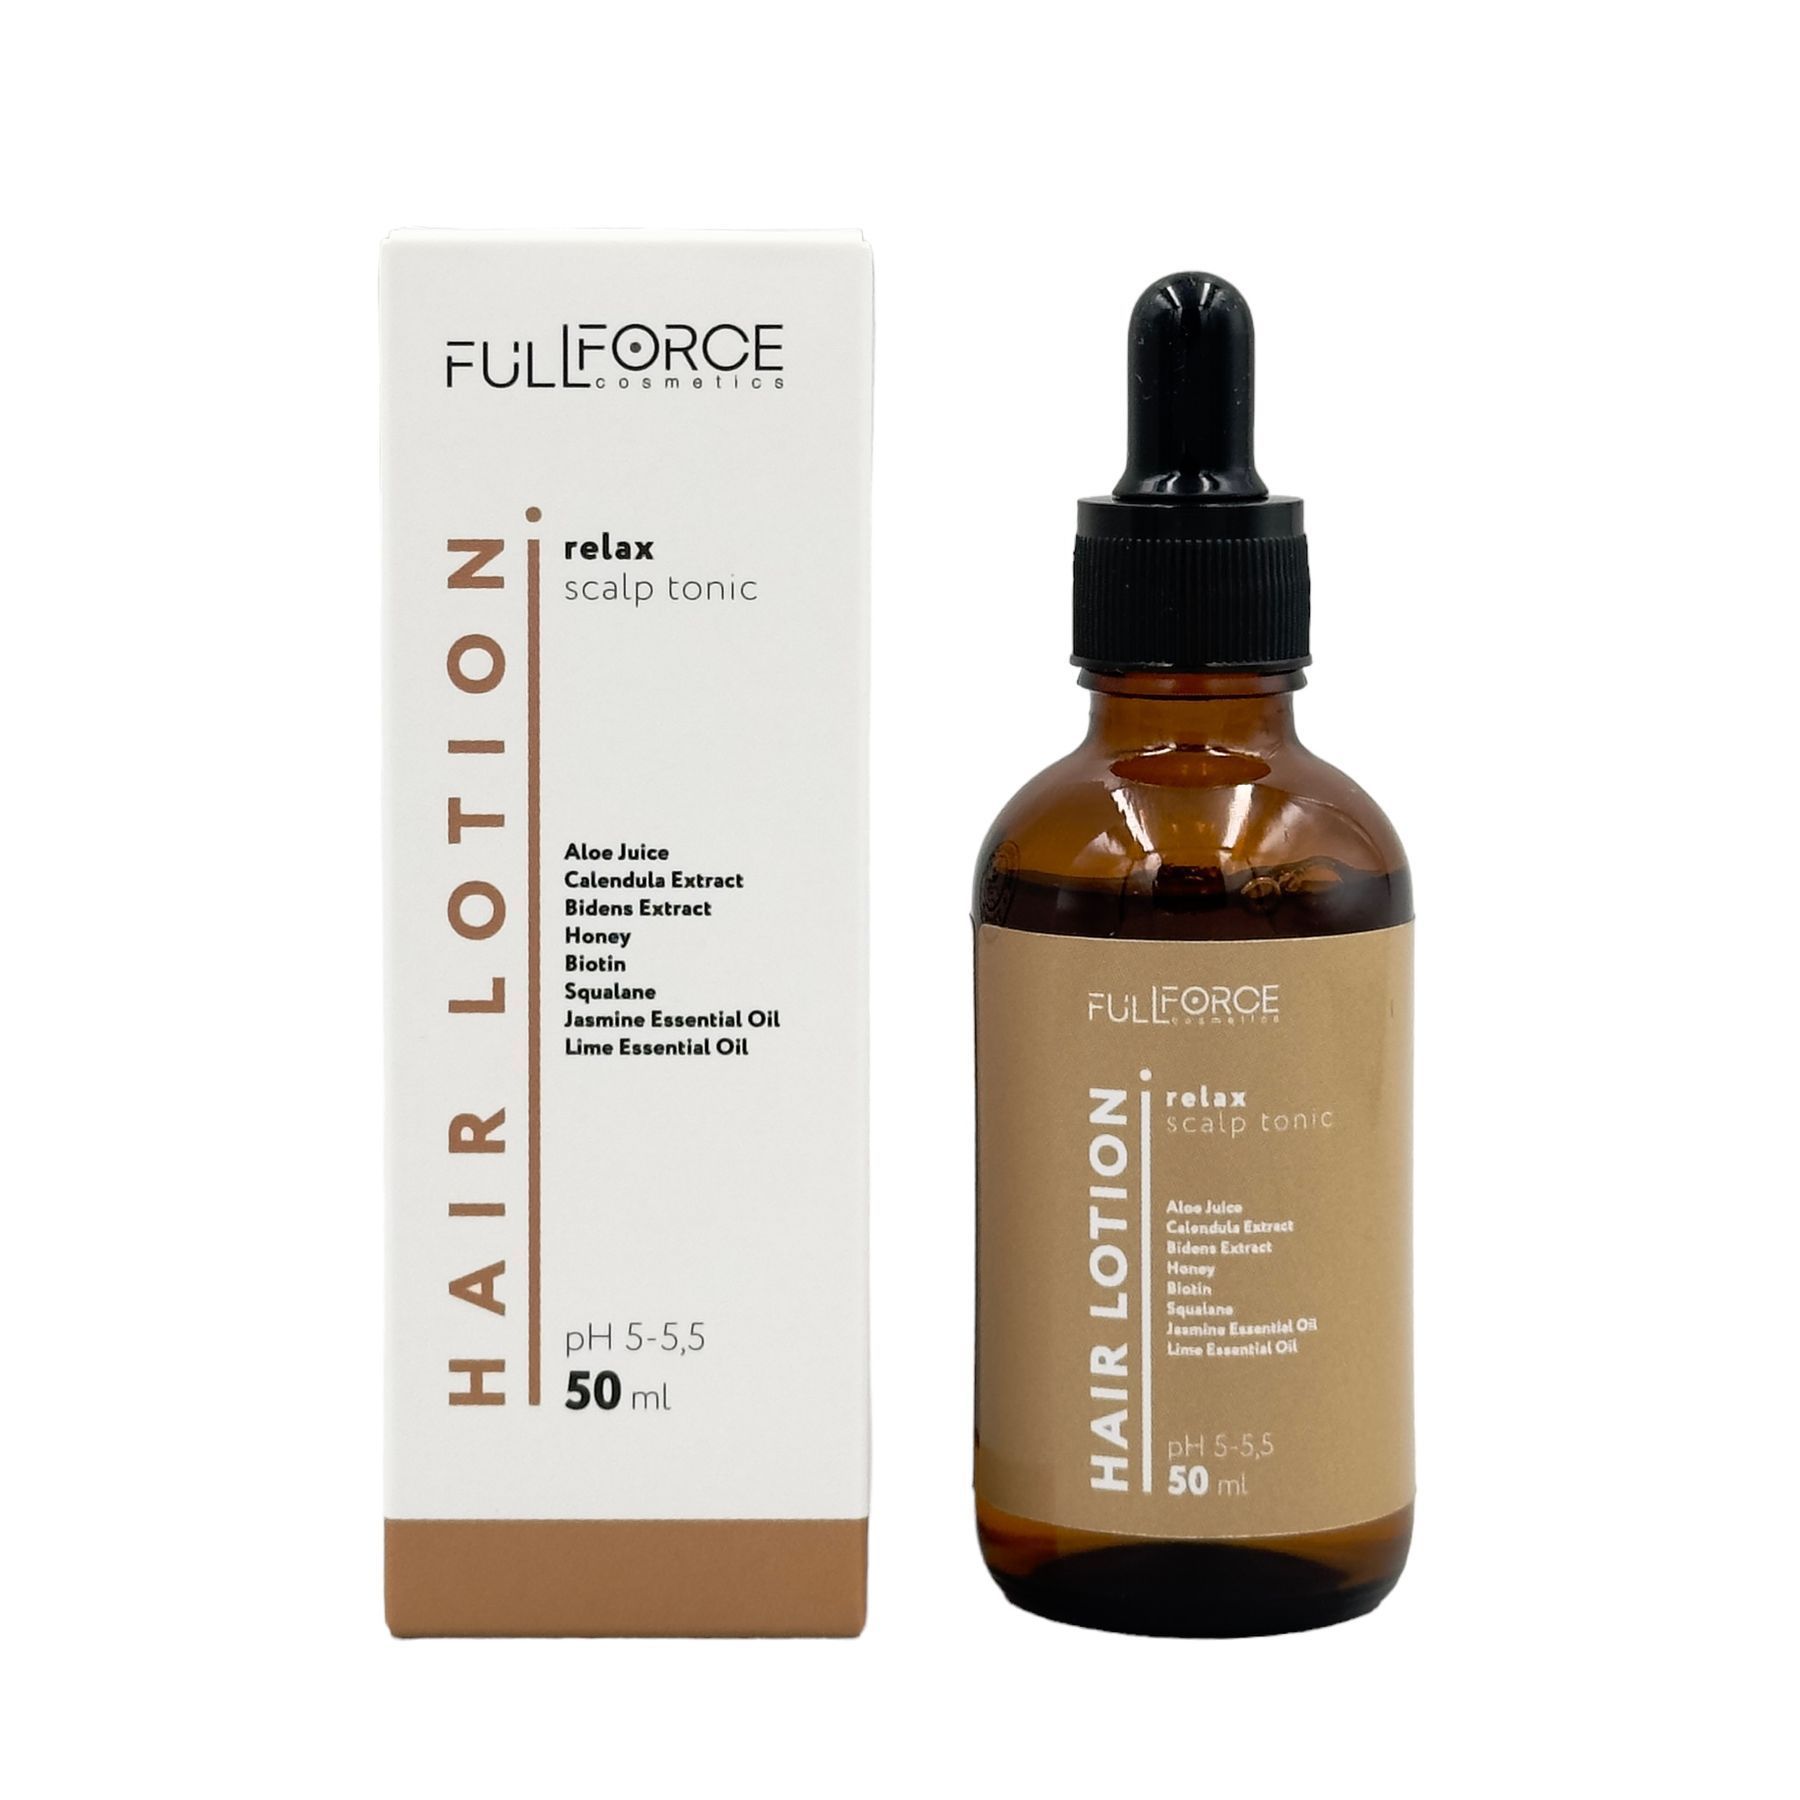 FULLFORCE
cosmetics
HAIR LOTION
relax
scalp tonic
Aloe Juice
Calendula Extract
Bidens Extract
Honey
Biotin
Squalane
Jasmine Essential Oil
Lime Essential Oil
pH 5-5,5
50 ml
FULLFORCE
cosmetics
HAIR LOTION
relax
scalp tonic
Aloe Juice
Calendula Extract
Bidens Extract
Honey
Biotin
Squalane
Jasmine Essential Oil
Lime Essential Oil
pH 5-5,5
50 ml